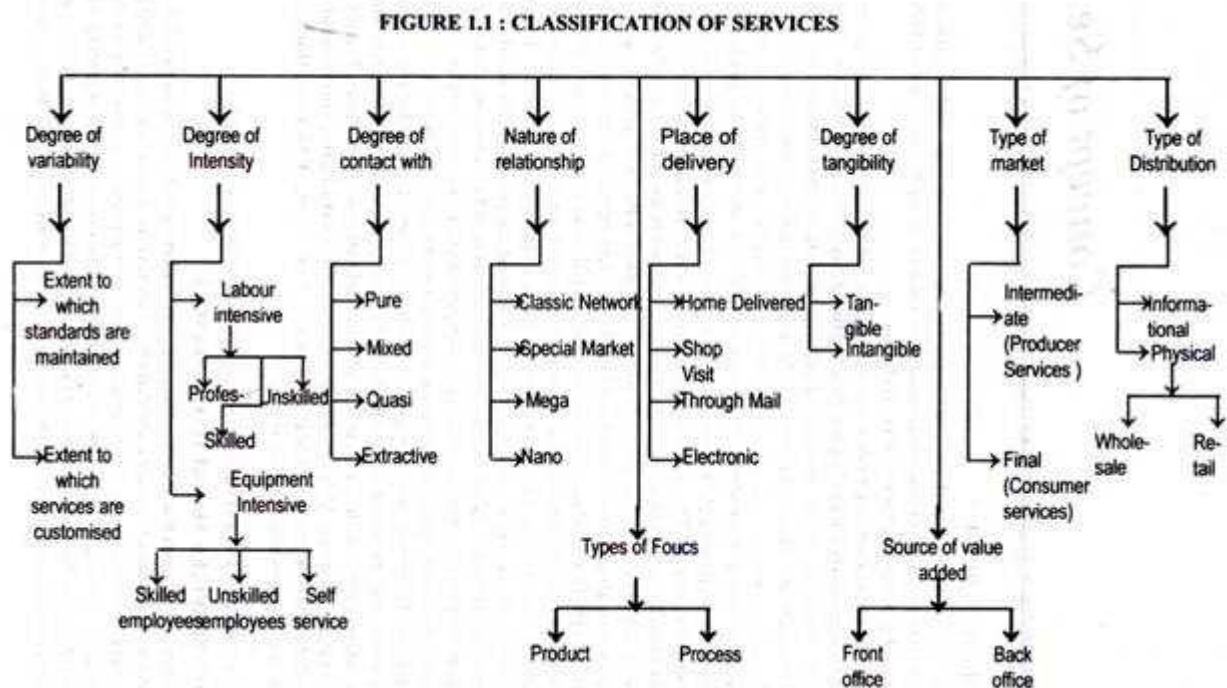 FIGURE 1.1 : CLASSIFICATION OF SERVICES
Degree of
variability
Extent to
which
standards are
maintained
Extent to
which
services are
customised
Degree of
Intensity
Labour
intensive
Profes-
Unskilled
Skilled
Equipment
Intensive
Skilled
employees
Unskilled
employees
Self
service
Degree of
contact with
Pure
Mixed
Quasi
Extractive
Nature of
relationship
Classic Network
Special Market
Mega
Nano
Types of Foucs
Product
Process
Place of
delivery
Home Delivered
Shop
Visit
Through Mail
Electronic
Degree of
tangibility
Tan-
gible
Intangible
Source of value
added
Front
office
Back
office
Type of
market
Intermedi-
ate
(Producer
Services )
Final
(Consumer
services)
Type of
Distribution
Informa-
tional
Physical
Whole-
sale
Re-
tail